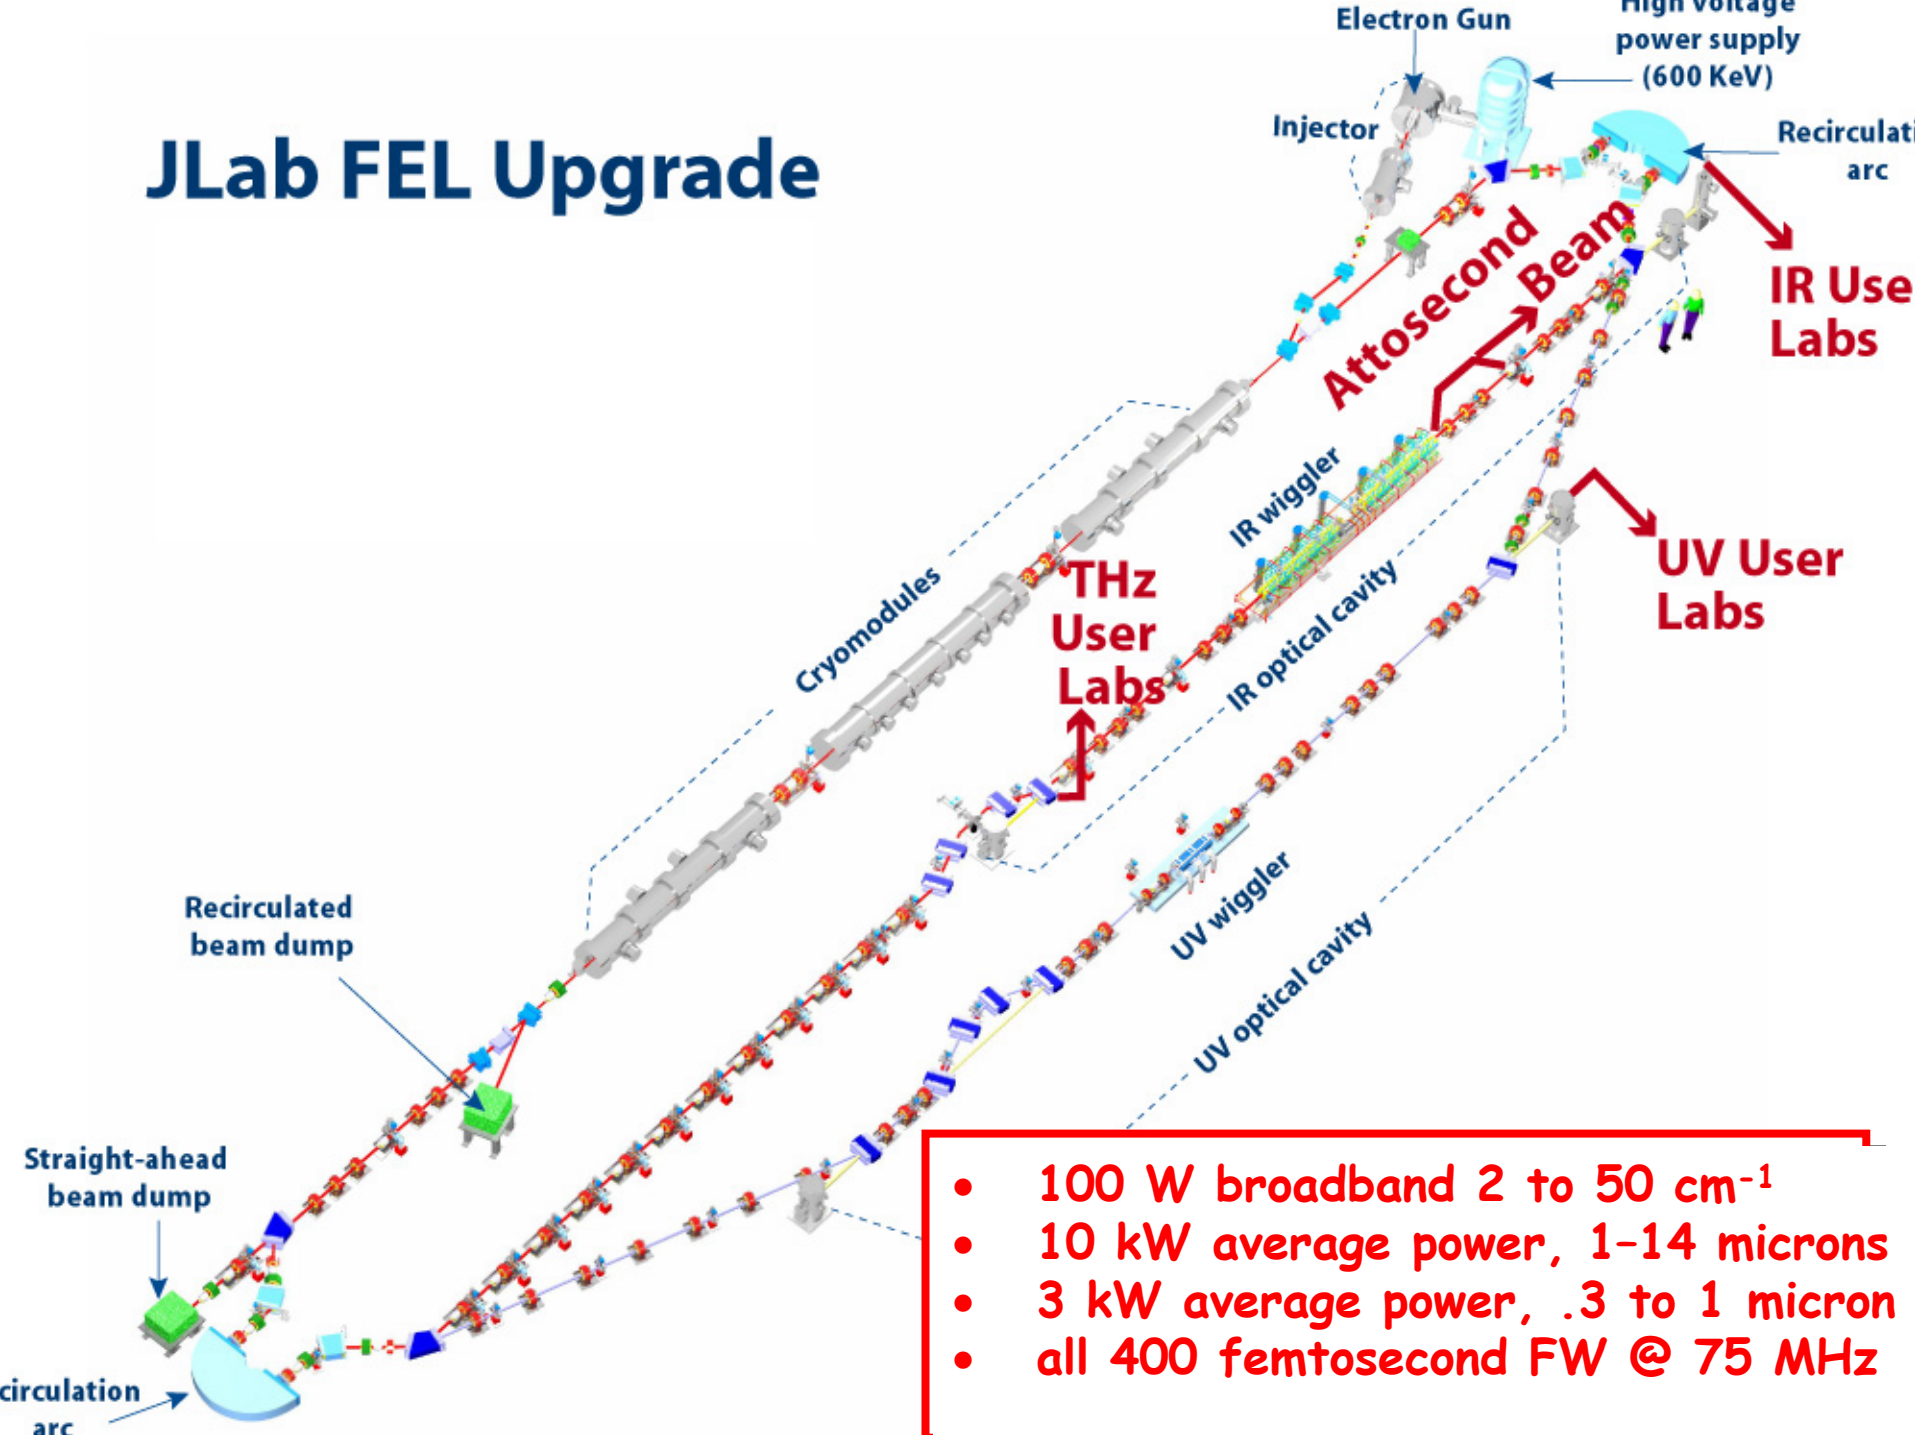 Electron Gun
High voltage
power supply
(600 KeV)
Injector
Recirculati
arc
JLab FEL Upgrade
Attosecond
Beam
IR Use
Labs
IR wiggler
Cryomodules
THz
User
Labs
IR optical cavity
UV User
Labs
UV wiggler
UV optical cavity
Recirculated
beam dump
Straight-ahead
beam dump
circulation
arc
• 100 W broadband 2 to 50 cm⁻¹
• 10 kW average power, 1–14 microns
• 3 kW average power, .3 to 1 micron
• all 400 femtosecond FW @ 75 MHz